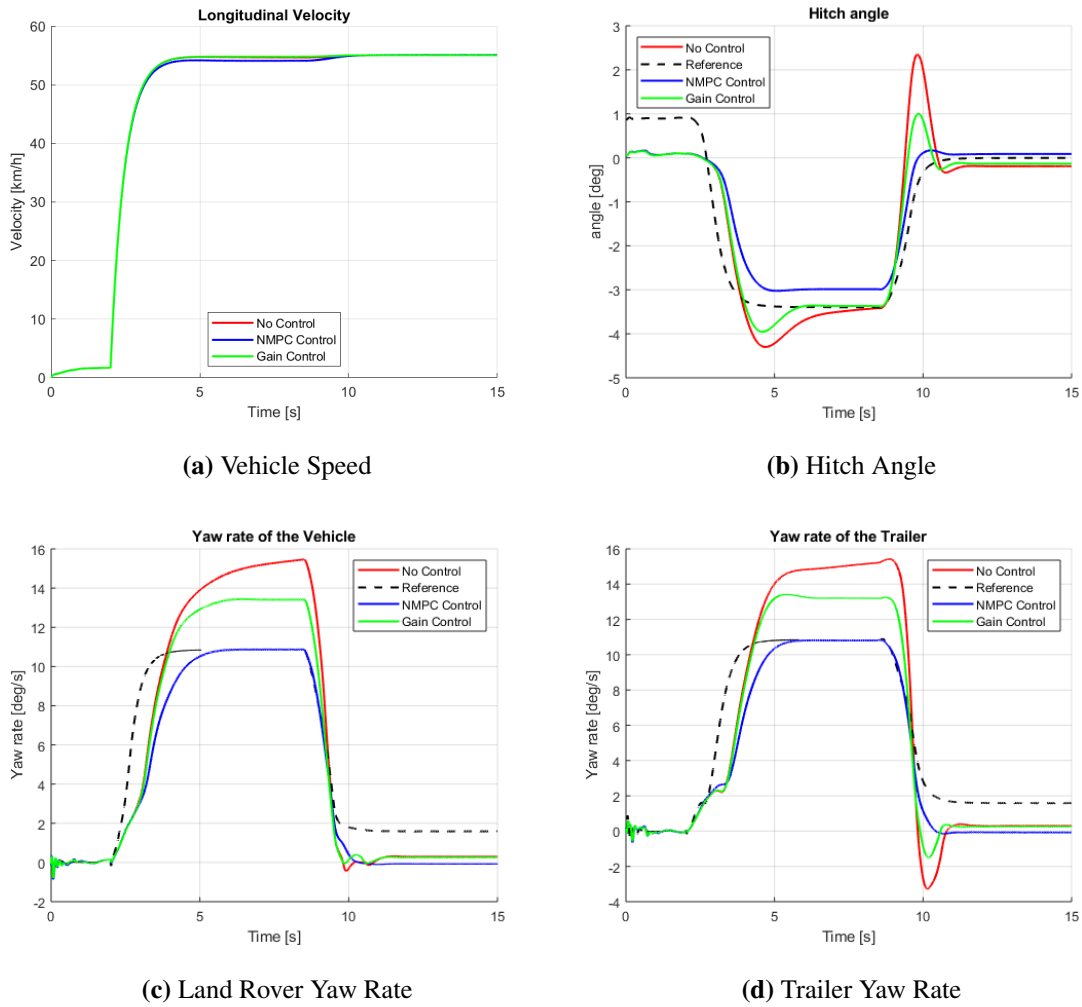 Longitudinal Velocity
60
50
40
30
20
10
0
Velocity [km/h]
No Control
NMPC Control
Gain Control
0 5 10 15
Time [s]
(a) Vehicle Speed
Hitch angle
3
2
1
0
-1
-2
-3
-4
-5
angle [deg]
No Control
Reference
NMPC Control
Gain Control
0 5 10 15
Time [s]
(b) Hitch Angle
Yaw rate of the Vehicle
16
14
12
10
8
6
4
2
0
-2
Yaw rate [deg/s]
No Control
Reference
NMPC Control
Gain Control
0 5 10 15
Time [s]
(c) Land Rover Yaw Rate
Yaw rate of the Trailer
16
14
12
10
8
6
4
2
0
-2
-4
Yaw rate [deg/s]
No Control
Reference
NMPC Control
Gain Control
0 5 10 15
Time [s]
(d) Trailer Yaw Rate